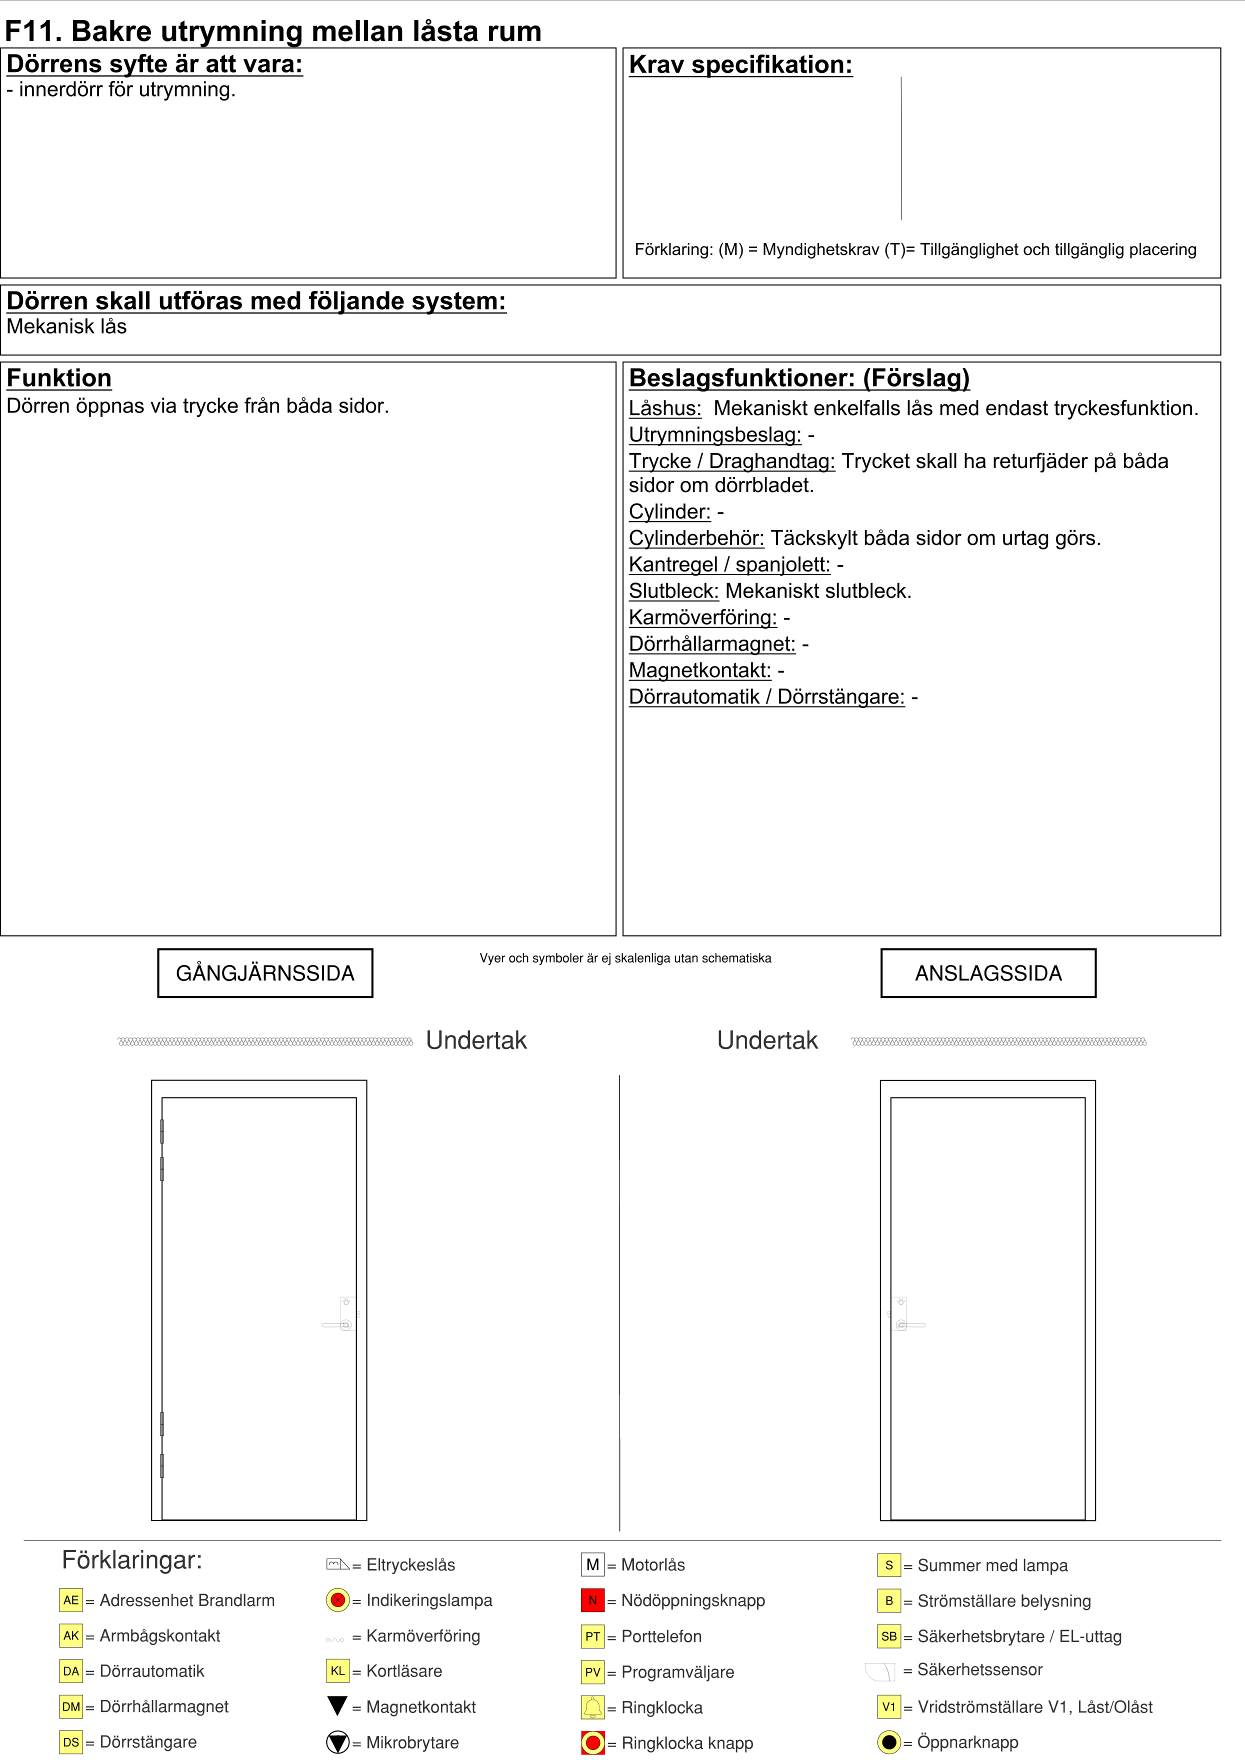 F11. Bakre utrymning mellan låsta rum
Dörrens syfte är att vara:
- innerdörr för utrymning.
Krav specifikation:
Förklaring: (M) = Myndighetskrav (T)= Tillgänglighet och tillgänglig placering
Dörren skall utföras med följande system:
Mekanisk lås
Funktion
Dörren öppnas via trycke från båda sidor.
Beslagsfunktioner: (Förslag)
Låshus: Mekaniskt enkelfalls lås med endast tryckesfunktion.
Utrymningsbeslag: -
Trycke / Draghandtag: Trycket skall ha returfjäder på båda
sidor om dörrbladet.
Cylinder: -
Cylinderbehör: Täckskylt båda sidor om urtag görs.
Kantregel / spanjolett: -
Slutbleck: Mekaniskt slutbleck.
Karmöverföring: -
Dörrhållarmagnet: -
Magnetkontakt: -
Dörrautomatik / Dörrstängare: -
GÅNGJÄRNSSIDA
Vyer och symboler är ej skalenliga utan schematiska
ANSLAGSSIDA
Undertak
Undertak
Förklaringar:
AE = Adressenhet Brandlarm
AK = Armbågskontakt
DA = Dörrautomatik
DM = Dörrhållarmagnet
DS = Dörrstängare
= Eltryckeslås
= Indikeringslampa
= Karmöverföring
KL = Kortläsare
= Magnetkontakt
= Mikrobrytare
M = Motorlås
N = Nödöppningsknapp
PT = Porttelefon
PV = Programväljare
= Ringklocka
= Ringklocka knapp
S = Summer med lampa
B = Strömställare belysning
SB = Säkerhetsbrytare / EL-uttag
= Säkerhetssensor
V1 = Vridströmställare V1, Låst/Olåst
= Öppnarknapp